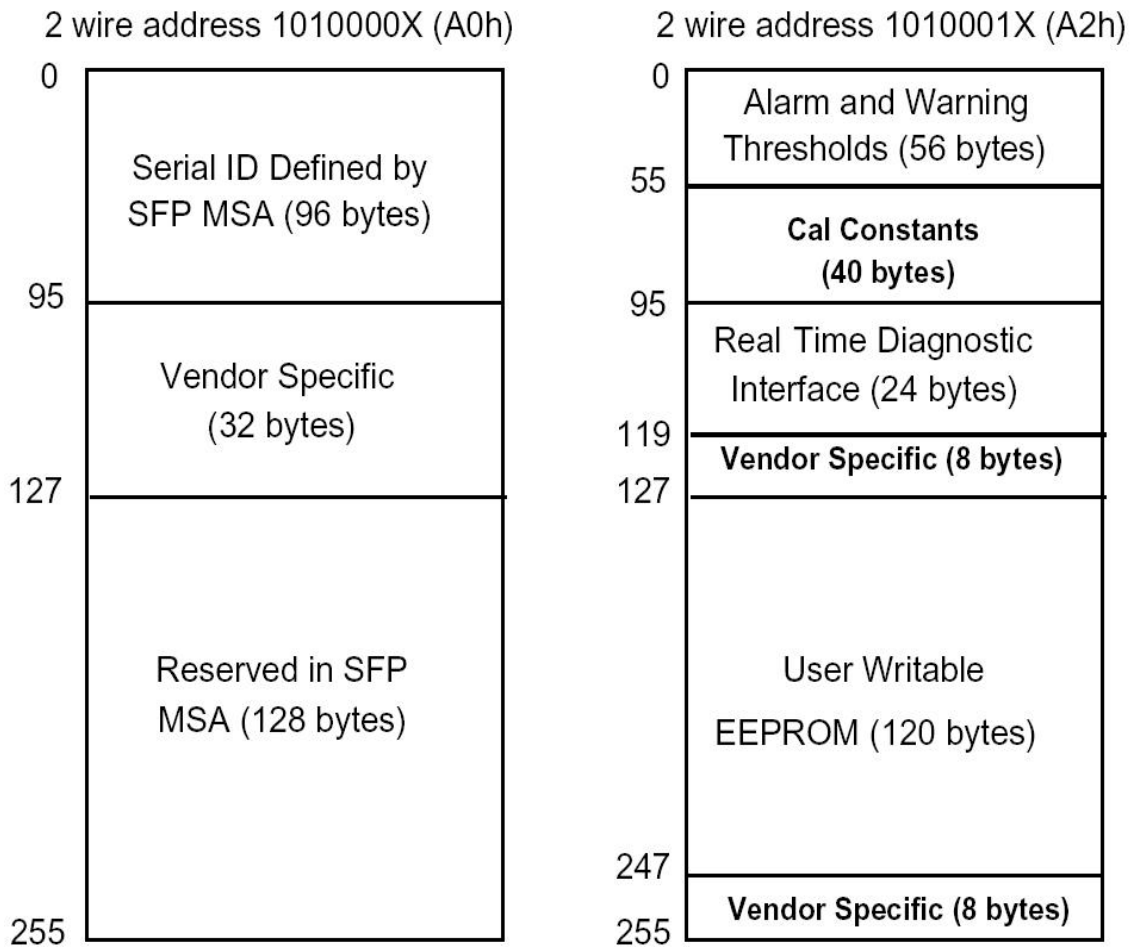 2 wire address 1010000X (A0h)
0
Serial ID Defined by
SFP MSA (96 bytes)
95
Vendor Specific
(32 bytes)
127
Reserved in SFP
MSA (128 bytes)
255
2 wire address 1010001X (A2h)
0
Alarm and Warning
Thresholds (56 bytes)
55
Cal Constants
(40 bytes)
95
Real Time Diagnostic
Interface (24 bytes)
119
Vendor Specific (8 bytes)
127
User Writable
EEPROM (120 bytes)
247
Vendor Specific (8 bytes)
255